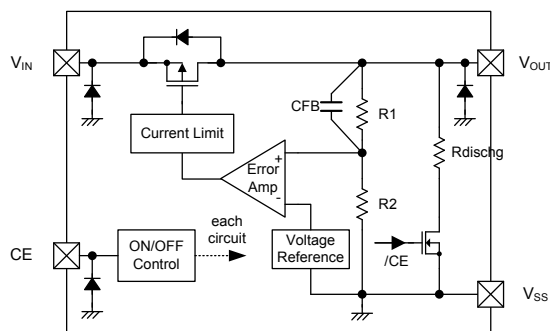 VIN
VOUT
CFB
R1
Current Limit
Rdischg
Error
Amp
+
-
R2
each
circuit
CE
ON/OFF
Control
Voltage
Reference
/CE
VSS